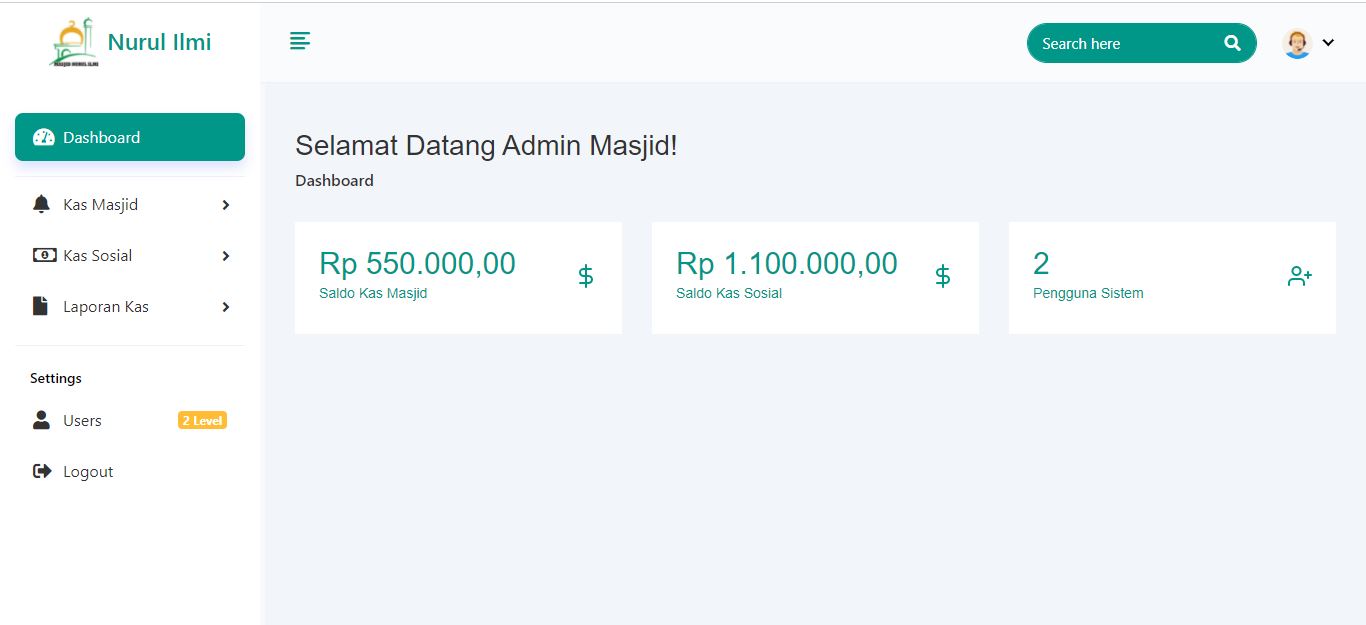 Nurul Ilmi
MASJID NURUL ILMI
Search here
Dashboard
Kas Masjid
Kas Sosial
Laporan Kas
Settings
Users
2 Level
Logout
Selamat Datang Admin Masjid!
Dashboard
Rp 550.000,00
Saldo Kas Masjid
Rp 1.100.000,00
Saldo Kas Sosial
2
Pengguna Sistem